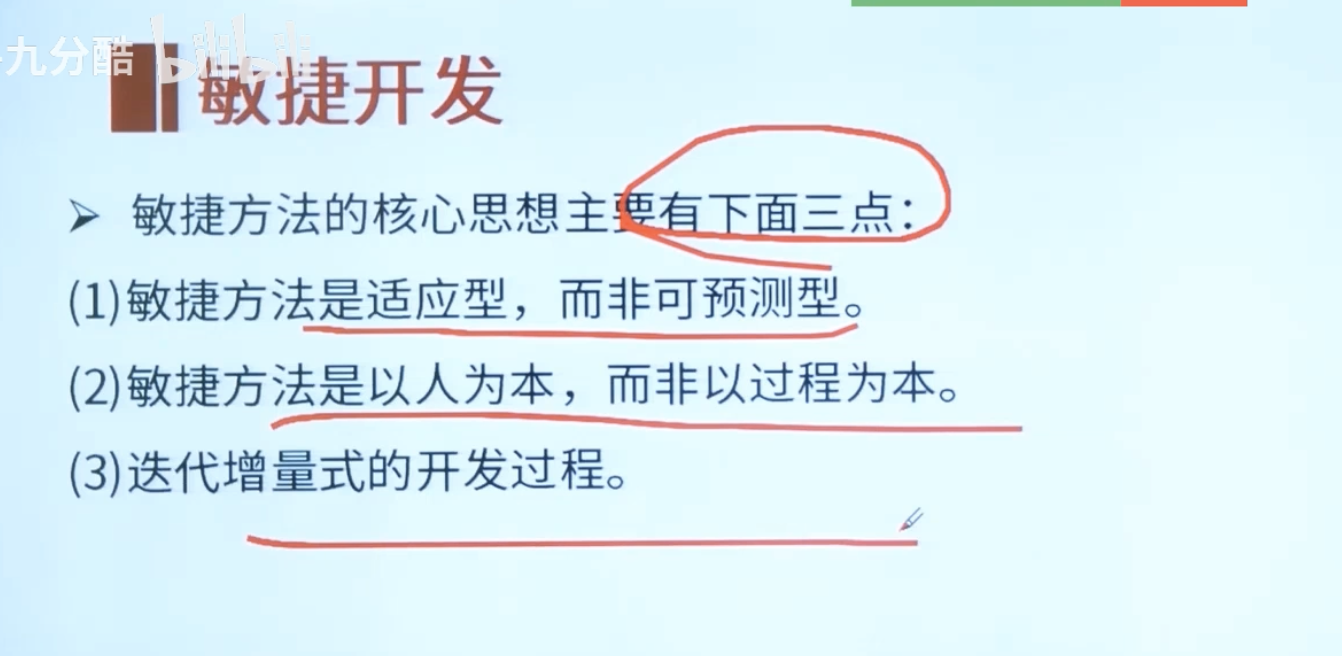 九分酷 bilibili
敏捷开发
➢ 敏捷方法的核心思想主要有下面三点：
(1)敏捷方法是适应型，而非可预测型。
(2)敏捷方法是以人为本，而非以过程为本。
(3)迭代增量式的开发过程。